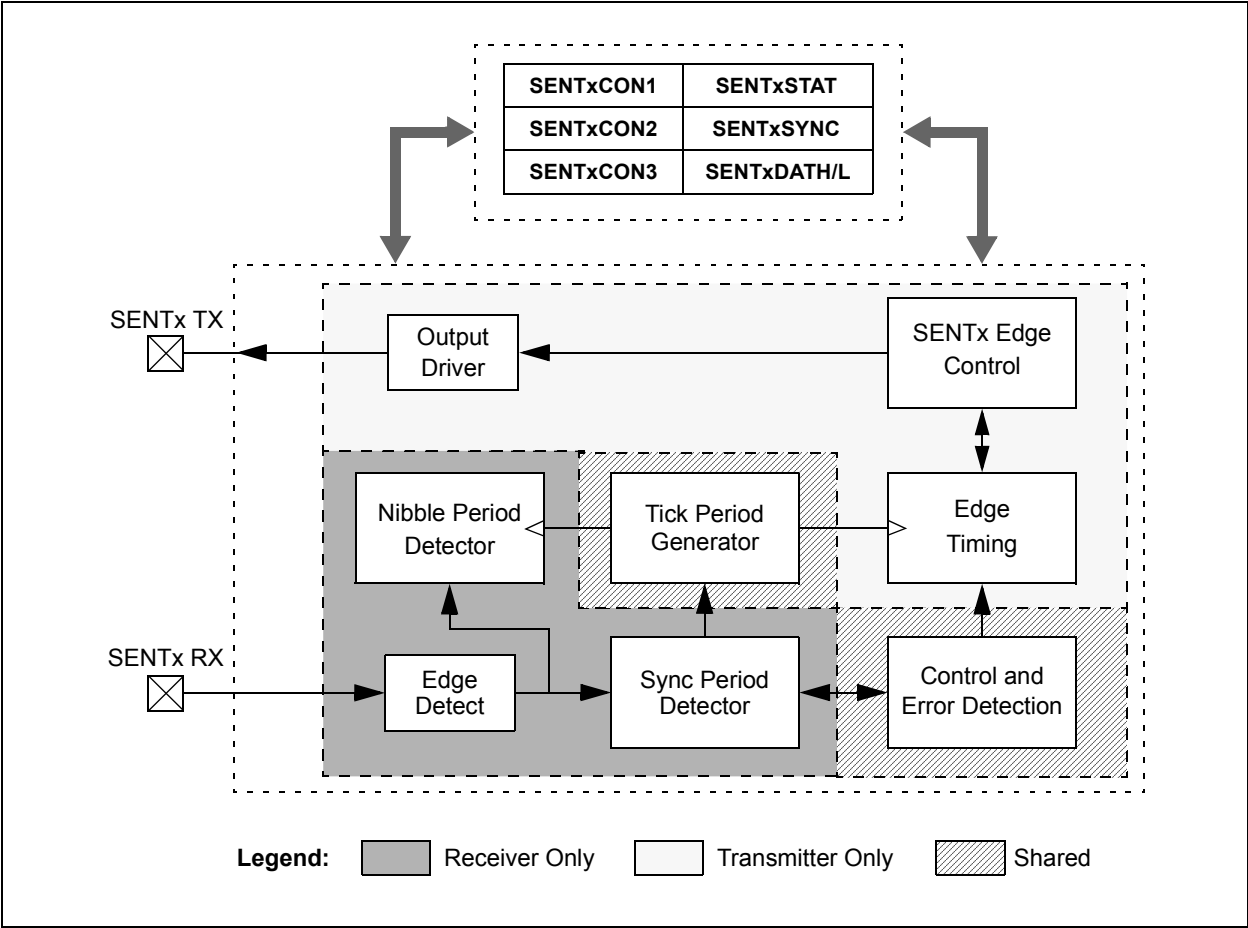 SENTxCON1
SENTxSTAT
SENTxCON2
SENTxSYNC
SENTxCON3
SENTxDATH/L
SENTx TX
Output
Driver
SENTx Edge
Control
Nibble Period
Detector
Tick Period
Generator
Edge
Timing
SENTx RX
Edge
Detect
Sync Period
Detector
Control and
Error Detection
Legend:
Receiver Only
Transmitter Only
Shared